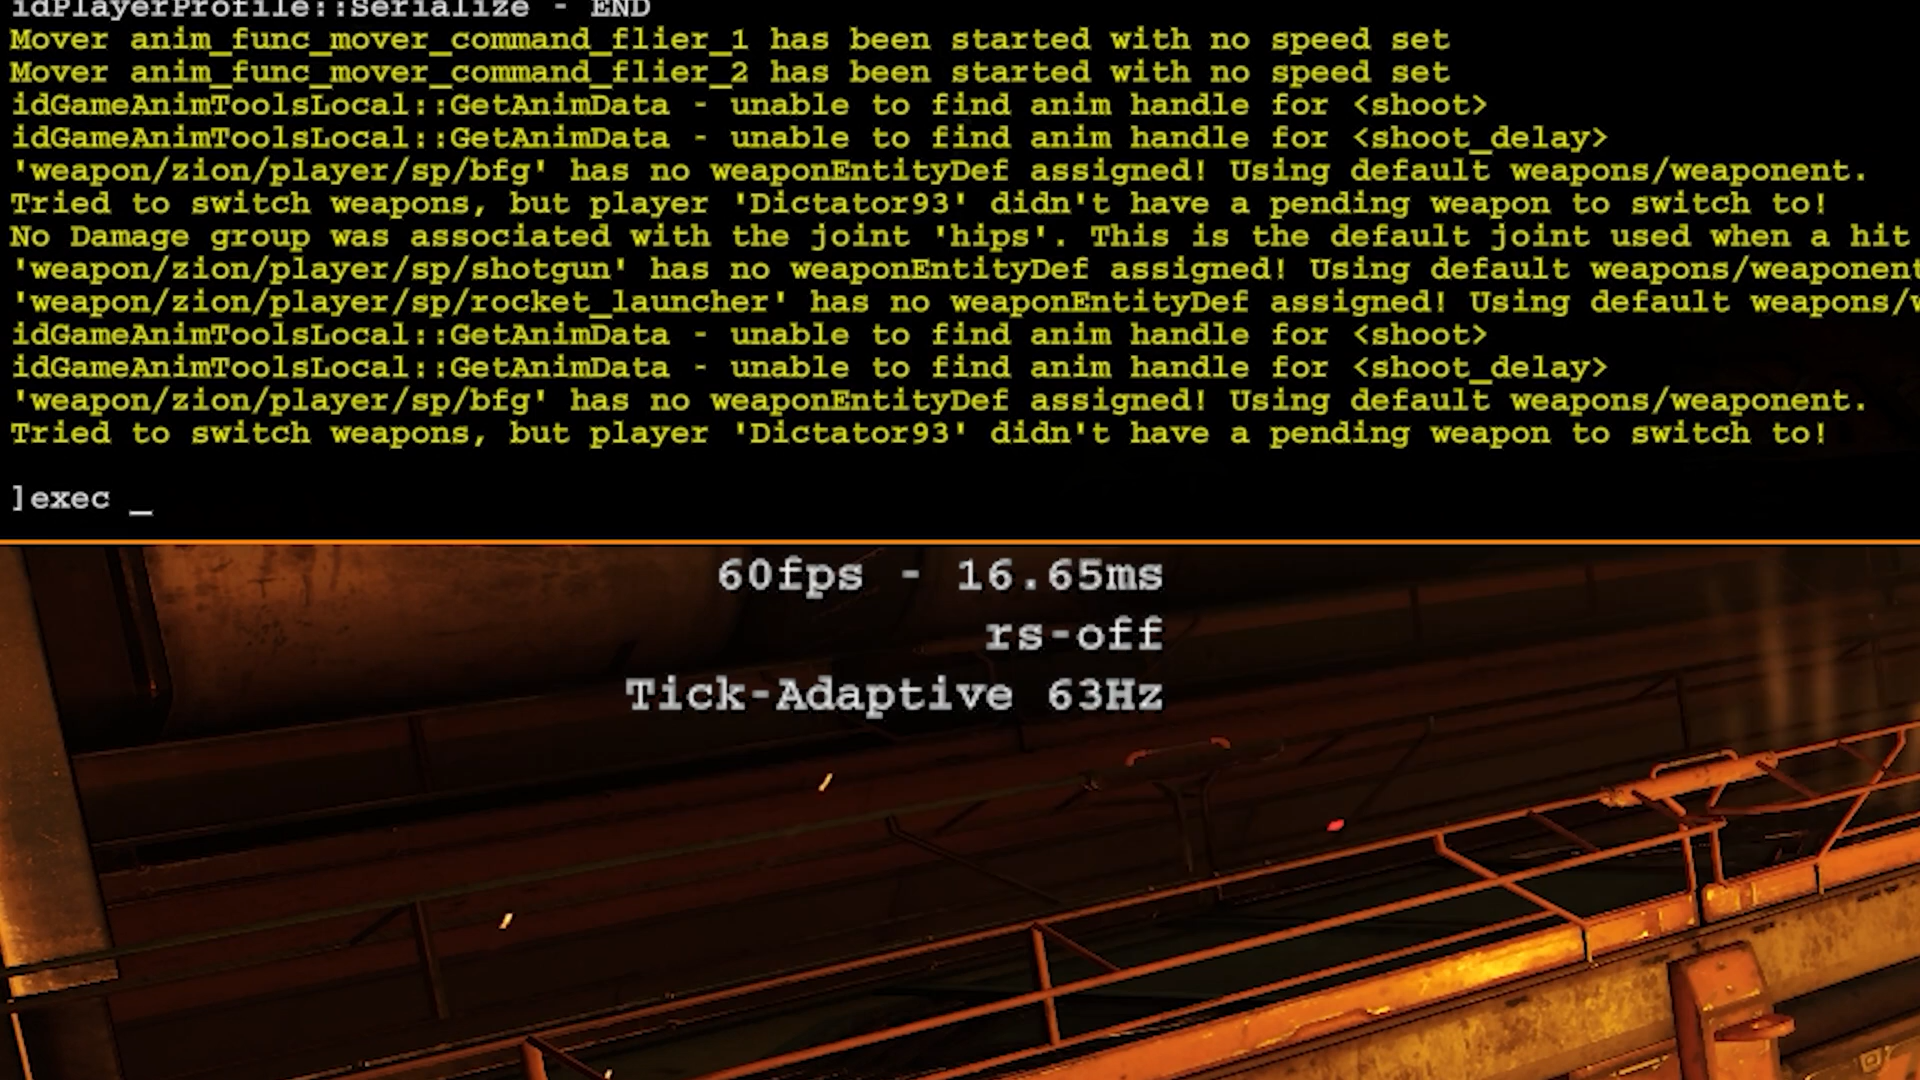 idPlayerProfile::Serialize - END
Mover anim_func_mover_command_flier_1 has been started with no speed set
Mover anim_func_mover_command_flier_2 has been started with no speed set
idGameAnimToolsLocal::GetAnimData - unable to find anim handle for <shoot>
idGameAnimToolsLocal::GetAnimData - unable to find anim handle for <shoot_delay>
'weapon/zion/player/sp/bfg' has no weaponEntityDef assigned! Using default weapons/weaponent.
Tried to switch weapons, but player 'Dictator93' didn't have a pending weapon to switch to!
No Damage group was associated with the joint 'hips'. This is the default joint used when a hit
'weapon/zion/player/sp/shotgun' has no weaponEntityDef assigned! Using default weapons/weaponent
'weapon/zion/player/sp/rocket_launcher' has no weaponEntityDef assigned! Using default weapons/w
idGameAnimToolsLocal::GetAnimData - unable to find anim handle for <shoot>
idGameAnimToolsLocal::GetAnimData - unable to find anim handle for <shoot_delay>
'weapon/zion/player/sp/bfg' has no weaponEntityDef assigned! Using default weapons/weaponent.
Tried to switch weapons, but player 'Dictator93' didn't have a pending weapon to switch to!
]exec _
60fps - 16.65ms
rs-off
Tick-Adaptive 63Hz